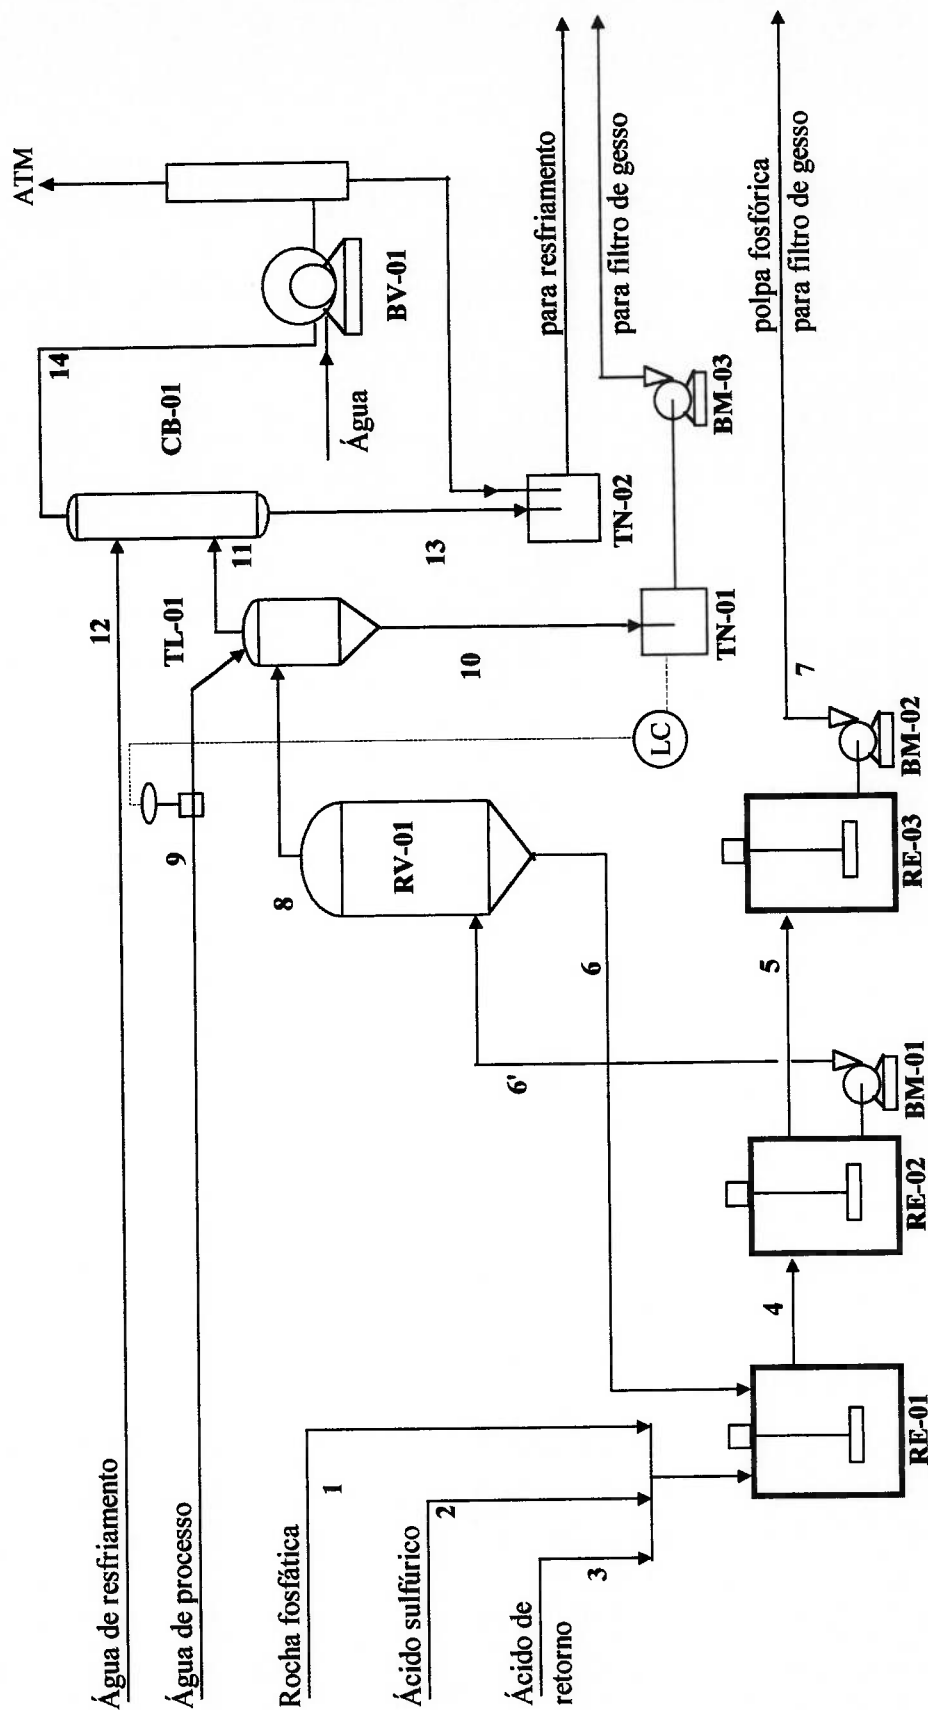 Água de resfriamento
12
Água de processo
9
Rocha fosfática
1
Ácido sulfúrico
2
Ácido de
retorno
3
RE-01
4
RE-02
BM-01
5
RE-03
BM-02
7
polpa fosfórica
para filtro de gesso
6
6'
RV-01
8
LC
TL-01
10
11
TN-01
BM-03
para filtro de gesso
13
TN-02
para resfriamento
CB-01
14
Água
BV-01
ATM